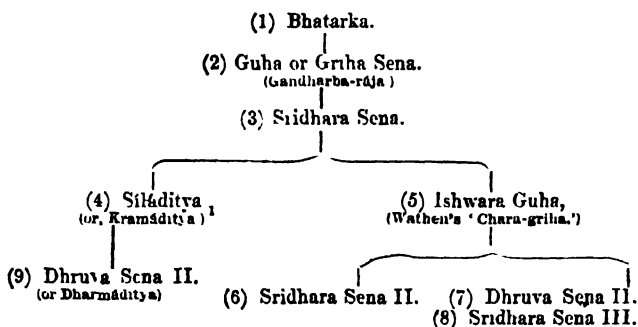 (1) Bhatarka.
(2) Guha or Griha Sena.
(Gandharba-rája)
(3) Sridhara Sena.
(4) Síláditya
(or, Kramáditja) 1
(5) Ishwara Guha,
(Wathen's ‘Chara-griha.’)
(9) Dhruva Sena II.
(or Dharmáditya)
(6) Sridhara Sena II.
(7) Dhruva Sena II.
(8) Sridhara Sena III.